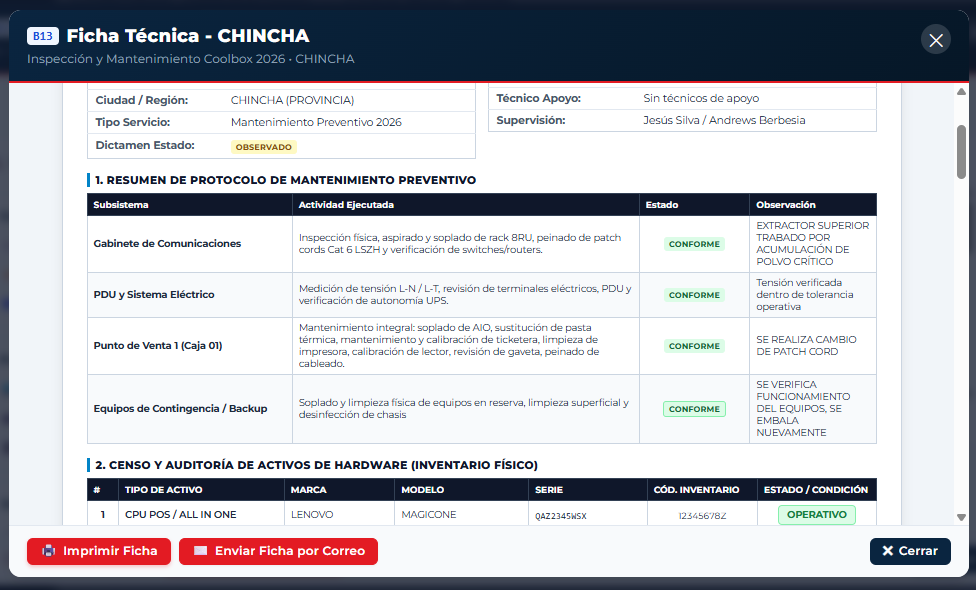 B13 Ficha Técnica - CHINCHA
Inspección y Mantenimiento Coolbox 2026 • CHINCHA
Ciudad / Región: CHINCHA (PROVINCIA)
Tipo Servicio: Mantenimiento Preventivo 2026
Dictamen Estado: OBSERVADO
Técnico Apoyo: Sin técnicos de apoyo
Supervisión: Jesús Silva / Andrews Berbesia
1. RESUMEN DE PROTOCOLO DE MANTENIMIENTO PREVENTIVO
Subsistema Actividad Ejecutada Estado Observación
Gabinete de Comunicaciones
Inspección física, aspirado y soplado de rack 8RU, peinado de patch
cords Cat 6 LSZH y verificación de switches/routers.
CONFORME
EXTRACTOR SUPERIOR
TRABADO POR
ACUMULACIÓN DE
POLVO CRÍTICO
PDU y Sistema Eléctrico
Medición de tensión L-N / L-T, revisión de terminales eléctricos, PDU y
verificación de autonomía UPS.
CONFORME
Tensión verificada
dentro de tolerancia
operativa
Punto de Venta 1 (Caja 01)
Mantenimiento integral: soplado de AIO, sustitución de pasta
térmica, mantenimiento y calibración de ticketera, limpieza de
impresora, calibración de lector, revisión de gaveta, peinado de
cableado.
CONFORME
SE REALIZA CAMBIO
DE PATCH CORD
Equipos de Contingencia / Backup
Soplado y limpieza física de equipos en reserva, limpieza superficial y
desinfección de chasis
CONFORME
SE VERIFICA
FUNCIONAMIENTO
DEL EQUIPOS, SE
EMBALA
NUEVAMENTE
2. CENSO Y AUDITORÍA DE ACTIVOS DE HARDWARE (INVENTARIO FÍSICO)
# TIPO DE ACTIVO MARCA MODELO SERIE CÓD. INVENTARIO ESTADO / CONDICIÓN
1 CPU POS / ALL IN ONE LENOVO MAGICONE QAZ2345WSX 12345678Z OPERATIVO
Imprimir Ficha
Enviar Ficha por Correo
Cerrar